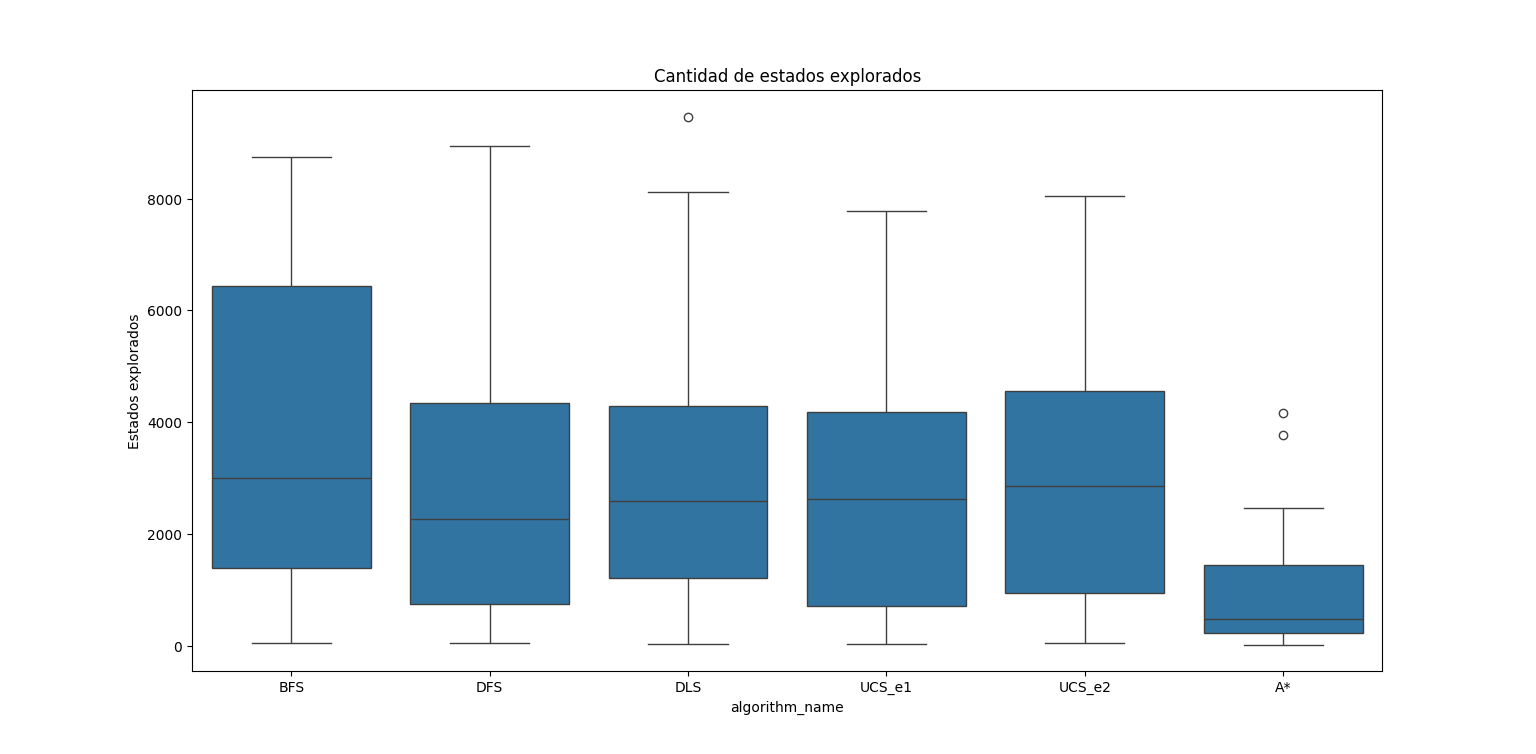 Cantidad de estados explorados
Estados explorados
8000
6000
4000
2000
0
BFS DFS DLS UCS_e1 UCS_e2 A*
algorithm_name